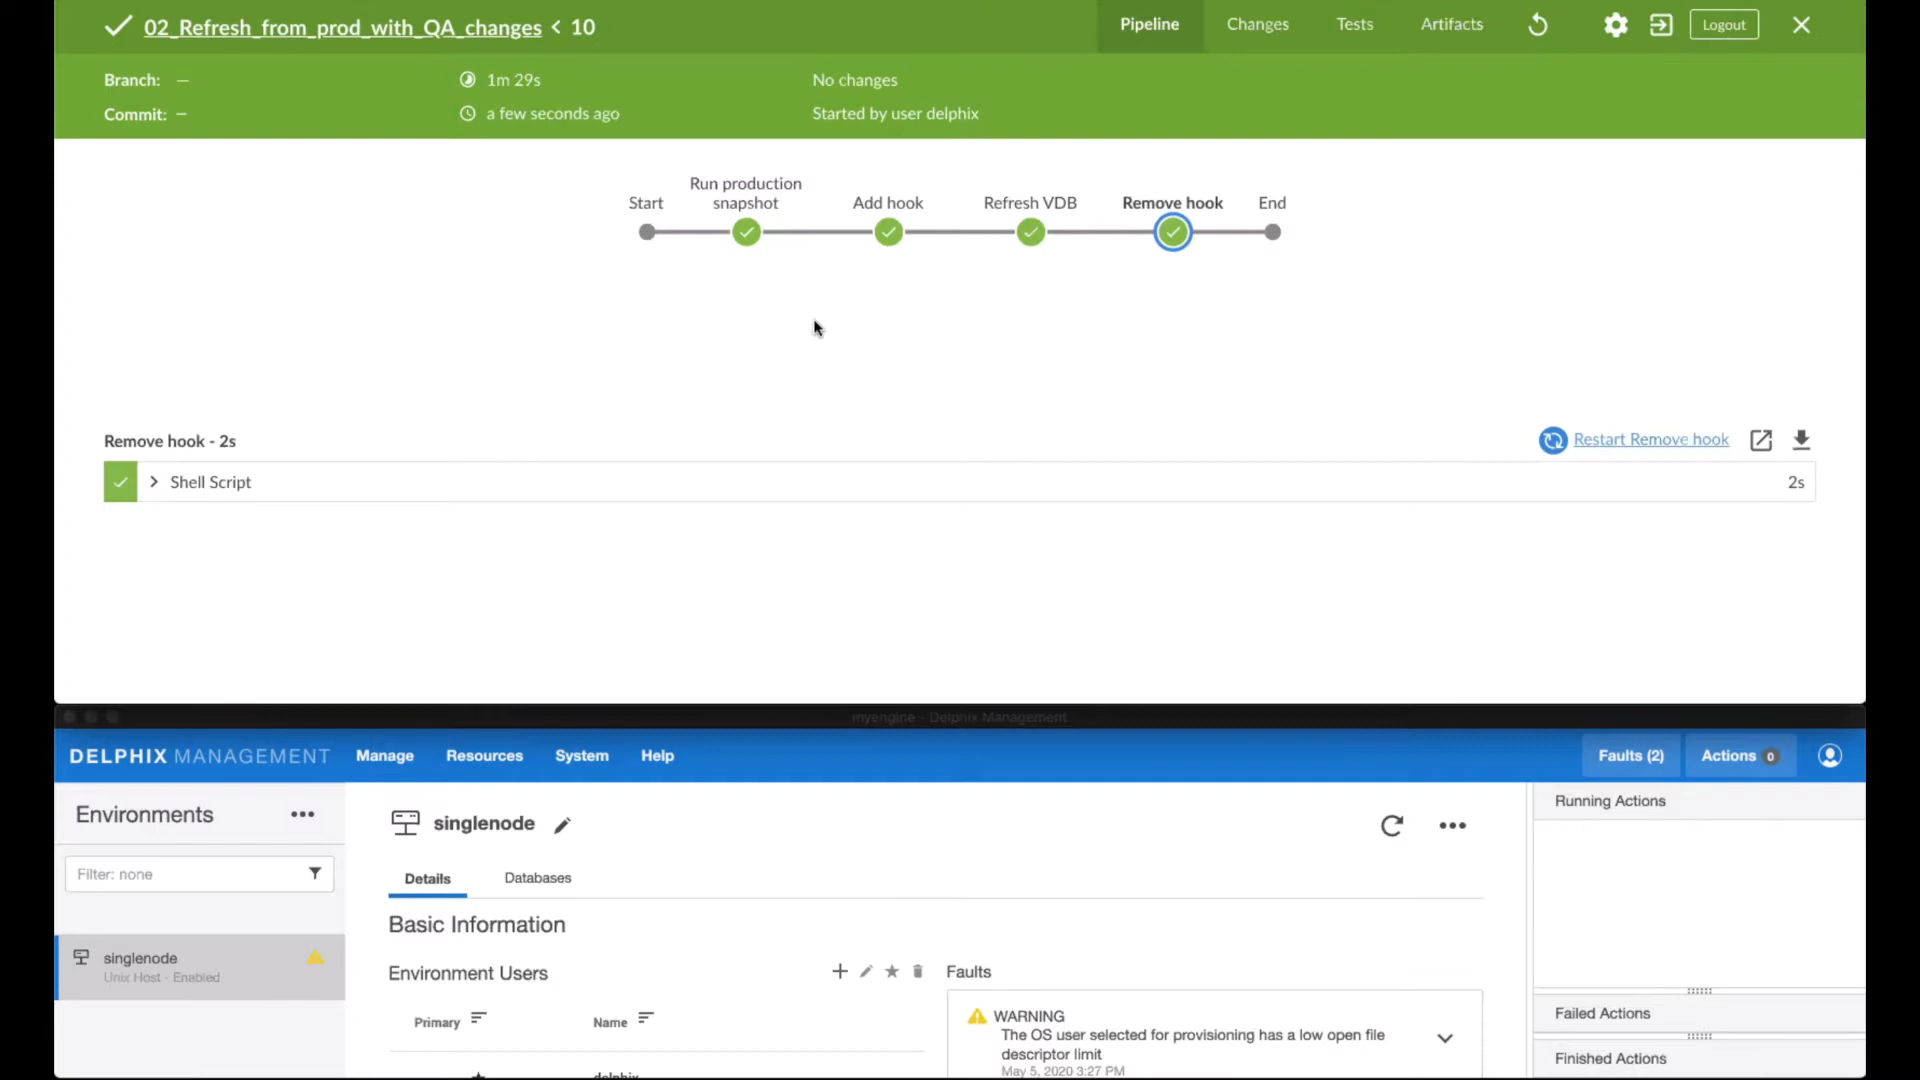 02_Refresh_from_prod_with_QA_changes < 10
Pipeline
Changes
Tests
Artifacts
Logout
Branch: —
1m 29s
No changes
Commit: —
a few seconds ago
Started by user delphix
Start
Run production
snapshot
Add hook
Refresh VDB
Remove hook
End
Remove hook - 2s
Restart Remove hook
Shell Script
2s
myengine - Delphix Management
DELPHIX MANAGEMENT
Manage
Resources
System
Help
Faults (2)
Actions 0
Environments
Filter: none
singlenode
Unix Host - Enabled
singlenode
Details
Databases
Basic Information
Environment Users
Primary
Name
delphix
Faults
WARNING
The OS user selected for provisioning has a low open file
descriptor limit
May 5, 2020 3:27 PM
Running Actions
Failed Actions
Finished Actions